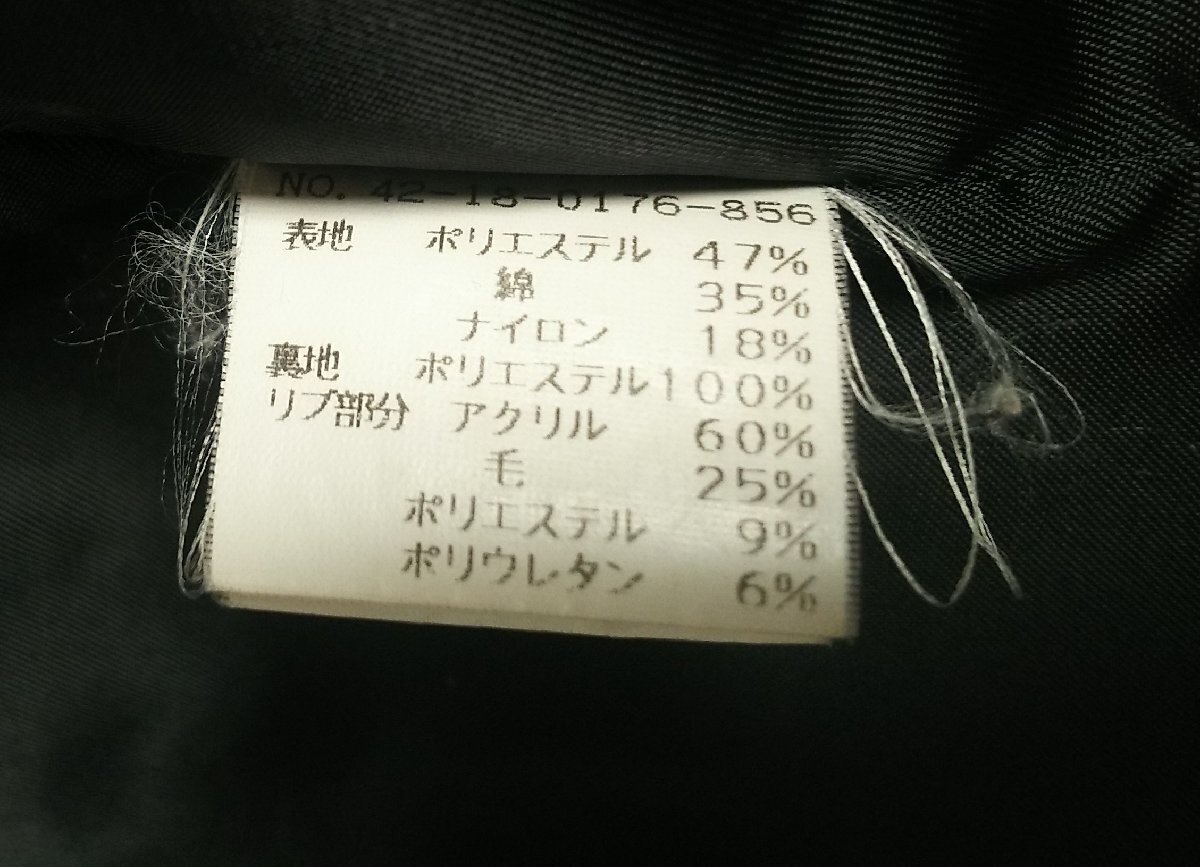 NO. 42-18-0176-856
表地 ポリエステル 47%
綿 35%
ナイロン 18%
裏地 ポリエステル100%
リブ部分 アクリル 60%
毛 25%
ポリエステル 9%
ポリウレタン 6%